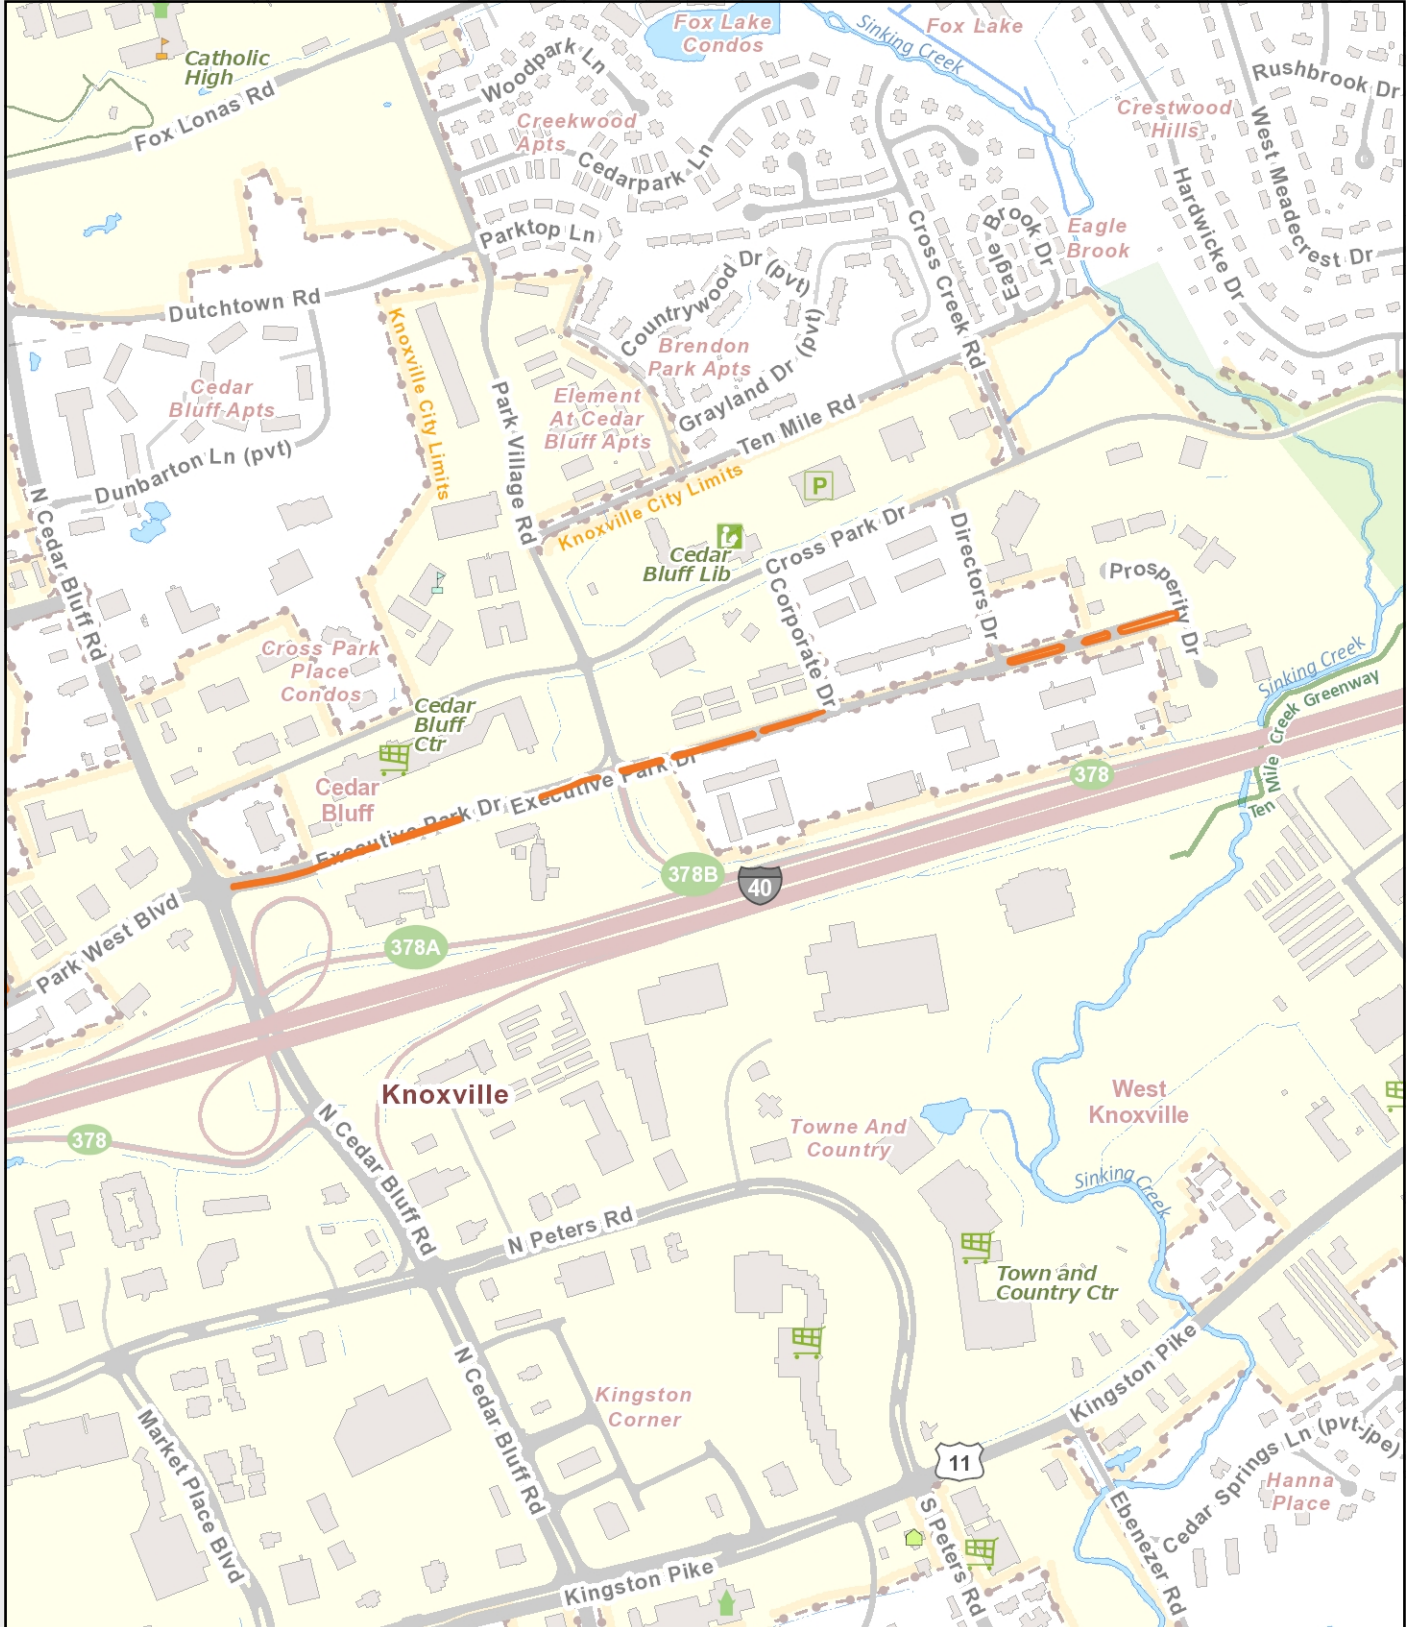 Fox Lake
Condos
Sinking Creek
Fox Lake
Catholic
High
Woodpark Ln
Rushbrook Dr
Fox Lonas Rd
Creekwood
Apts
Crestwood
Hills
Cedarpark Ln
West Meadecrest Dr
Hardwicke Dr
Parktop Ln
Cross Creek Rd
Eagle Brook Dr
Eagle
Brook
Countrywood Dr (pvt)
Dutchtown Rd
Knoxville City Limits
Brendon
Park Apts
Grayland Dr (pvt)
Cedar
Bluff Apts
Park Village Rd
Element
At Cedar
Bluff Apts
Ten Mile Rd
Dunbarton Ln (pvt)
Knoxville City Limits
P
N Cedar Bluff Rd
Cross Park Dr
Directors Dr
Cedar
Bluff Lib
Corporate Dr
Prosperity Dr
Cross Park
Place
Condos
Sinking Creek
Ten Mile Creek Greenway
Cedar
Bluff
Ctr
Cedar
Bluff
Executive Park Dr
Executive Park Dr
378
378B
40
Park West Blvd
378A
Knoxville
West
Knoxville
Towne And
Country
378
N Cedar Bluff Rd
Sinking Creek
N Peters Rd
Town and
Country Ctr
Kingston Pike
N Cedar Bluff Rd
Kingston
Corner
Market Place Blvd
Cedar Springs Ln (pvt-jpe)
11
Hanna
Place
S Peters Rd
Ebenezer Rd
Kingston Pike